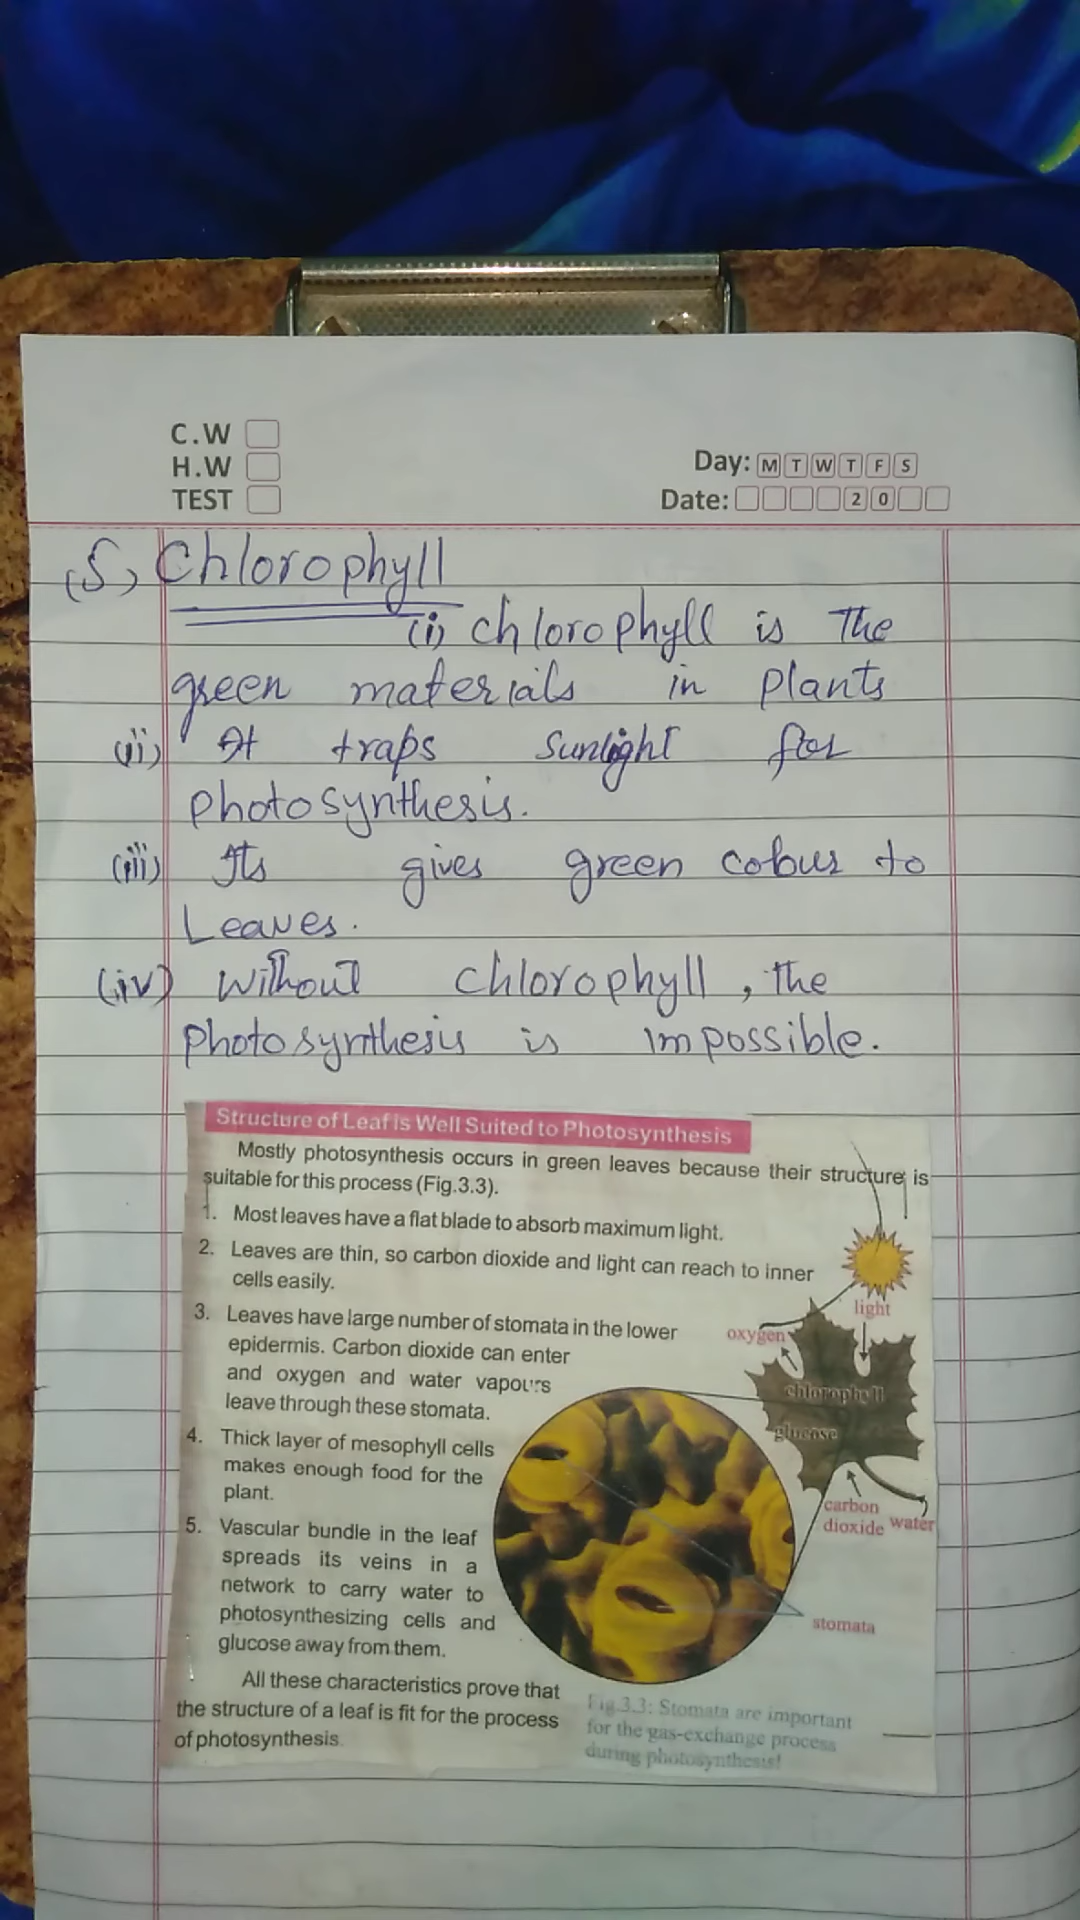 C.W
H.W
TEST
Day: M T W T F S
Date: 2 0
(5) Chlorophyll
(i) chlorophyll is the
green materials in plants
(ii) It traps sunlight for
photosynthesis.
(iii) Its gives green colour to
Leaves.
(iv) Without chlorophyll, the
photosynthesis is impossible.
Structure of Leaf is Well Suited to Photosynthesis
Mostly photosynthesis occurs in green leaves because their structure is
suitable for this process (Fig.3.3).
1. Most leaves have a flat blade to absorb maximum light.
2. Leaves are thin, so carbon dioxide and light can reach to inner
cells easily.
3. Leaves have large number of stomata in the lower
epidermis. Carbon dioxide can enter
and oxygen and water vapours
leave through these stomata.
4. Thick layer of mesophyll cells
makes enough food for the
plant.
5. Vascular bundle in the leaf
spreads its veins in a
network to carry water to
photosynthesizing cells and
glucose away from them.
All these characteristics prove that
the structure of a leaf is fit for the process
of photosynthesis.
light
oxygen
chlorophyll
glucose
carbon
dioxide water
stomata
Fig.3.3: Stomata are important
for the gas-exchange process
during photosynthesis!